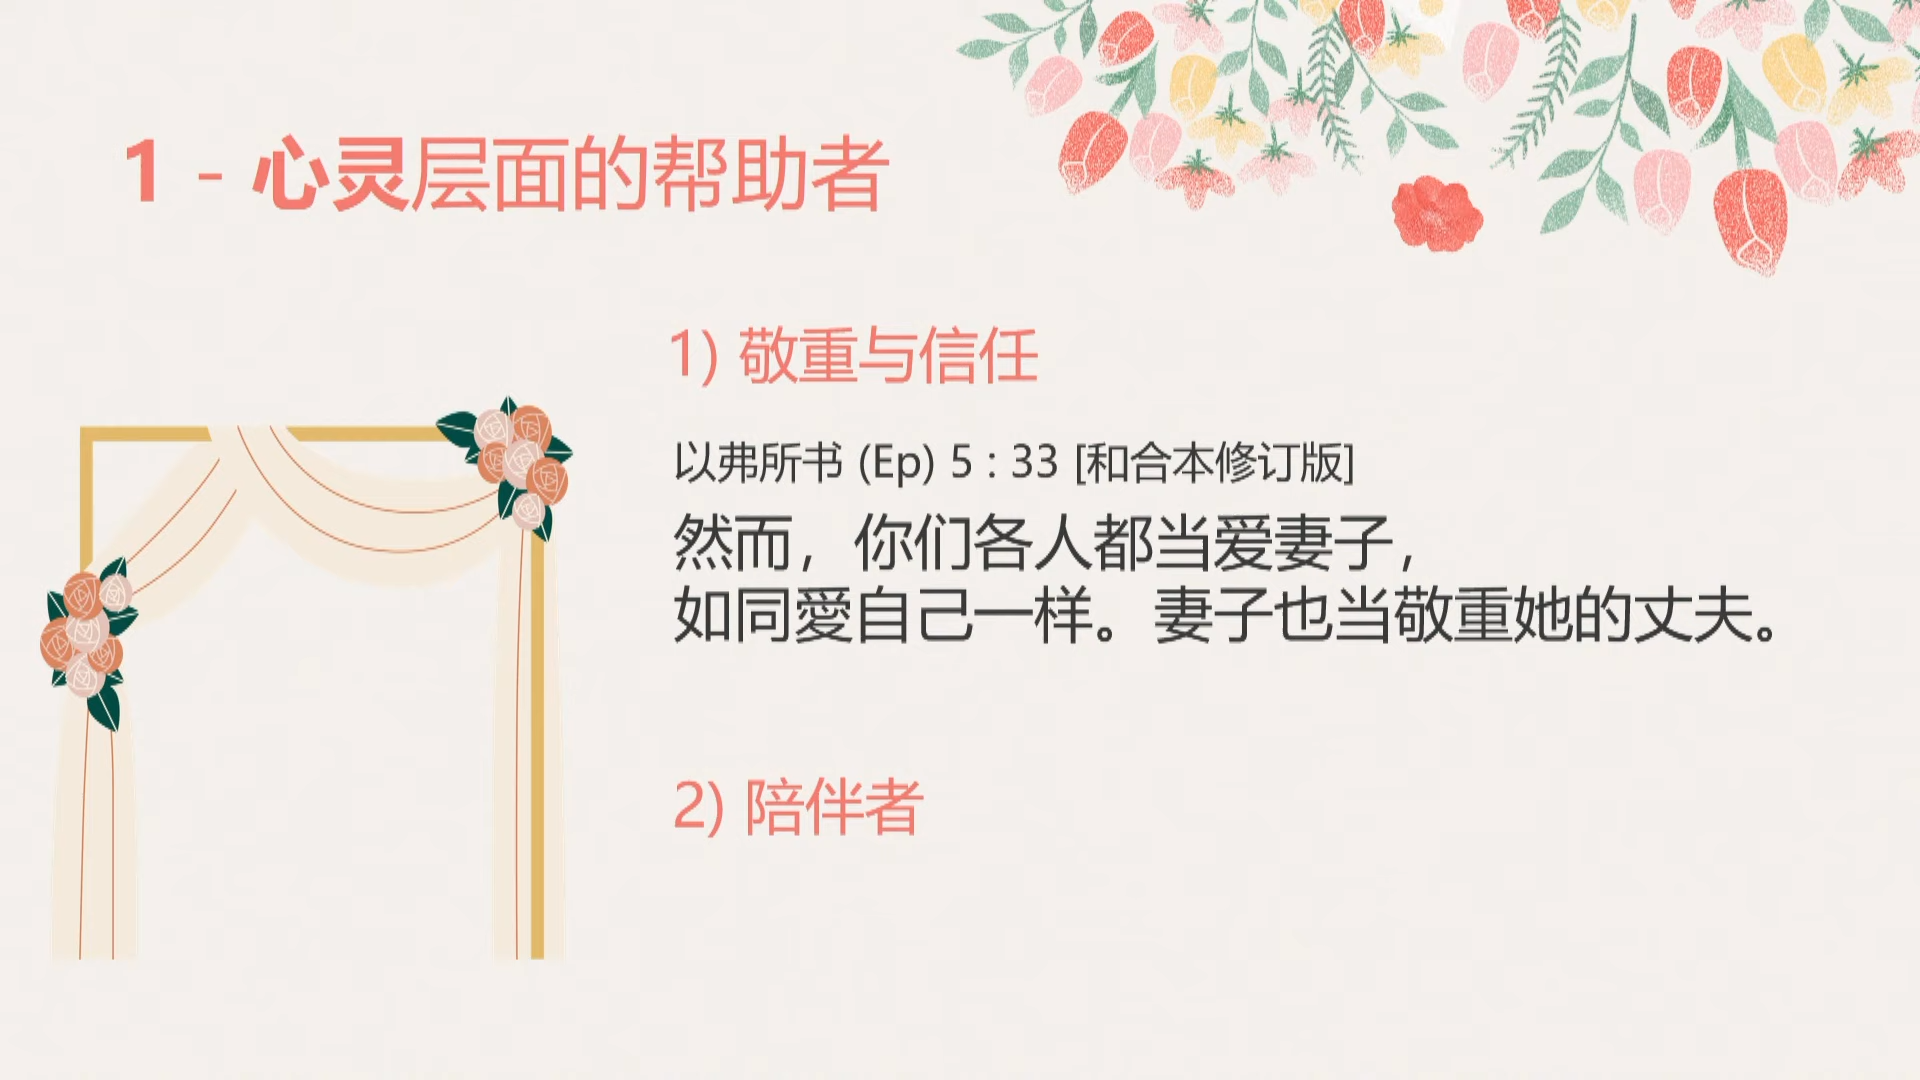 1 - 心灵层面的帮助者
1) 敬重与信任
以弗所书 (Ep) 5 : 33 [和合本修订版]
然而，你们各人都当爱妻子，
如同愛自己一样。妻子也当敬重她的丈夫。
2) 陪伴者